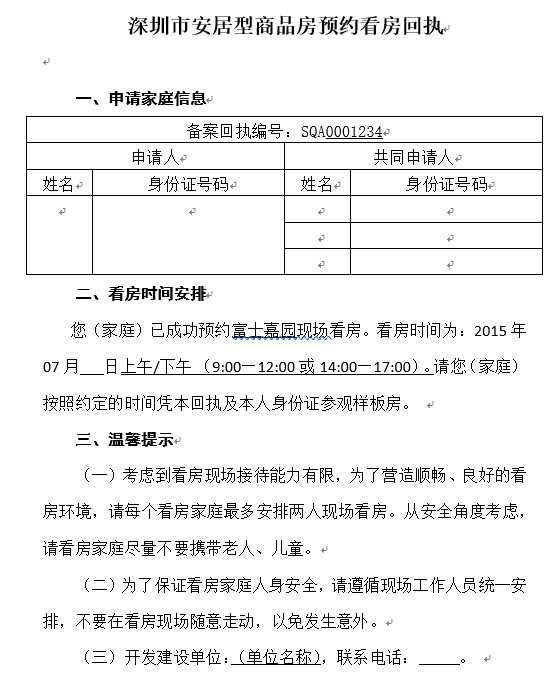 深圳市安居型商品房预约看房回执
一、申请家庭信息
备案回执编号：SQA0001234
申请人 共同申请人
姓名 身份证号码 姓名 身份证号码
二、看房时间安排
您（家庭）已成功预约富士嘉园现场看房。看房时间为：2015 年
07 月___日上午/下午 （9:00—12:00 或 14:00—17:00）。请您（家庭）
按照约定的时间凭本回执及本人身份证参观样板房。
三、温馨提示
（一）考虑到看房现场接待能力有限，为了营造顺畅、良好的看
房环境，请每个看房家庭最多安排两人现场看房。从安全角度考虑，
请看房家庭尽量不要携带老人、儿童。
（二）为了保证看房家庭人身安全，请遵循现场工作人员统一安
排，不要在看房现场随意走动，以免发生意外。
（三）开发建设单位：（单位名称），联系电话：_____。